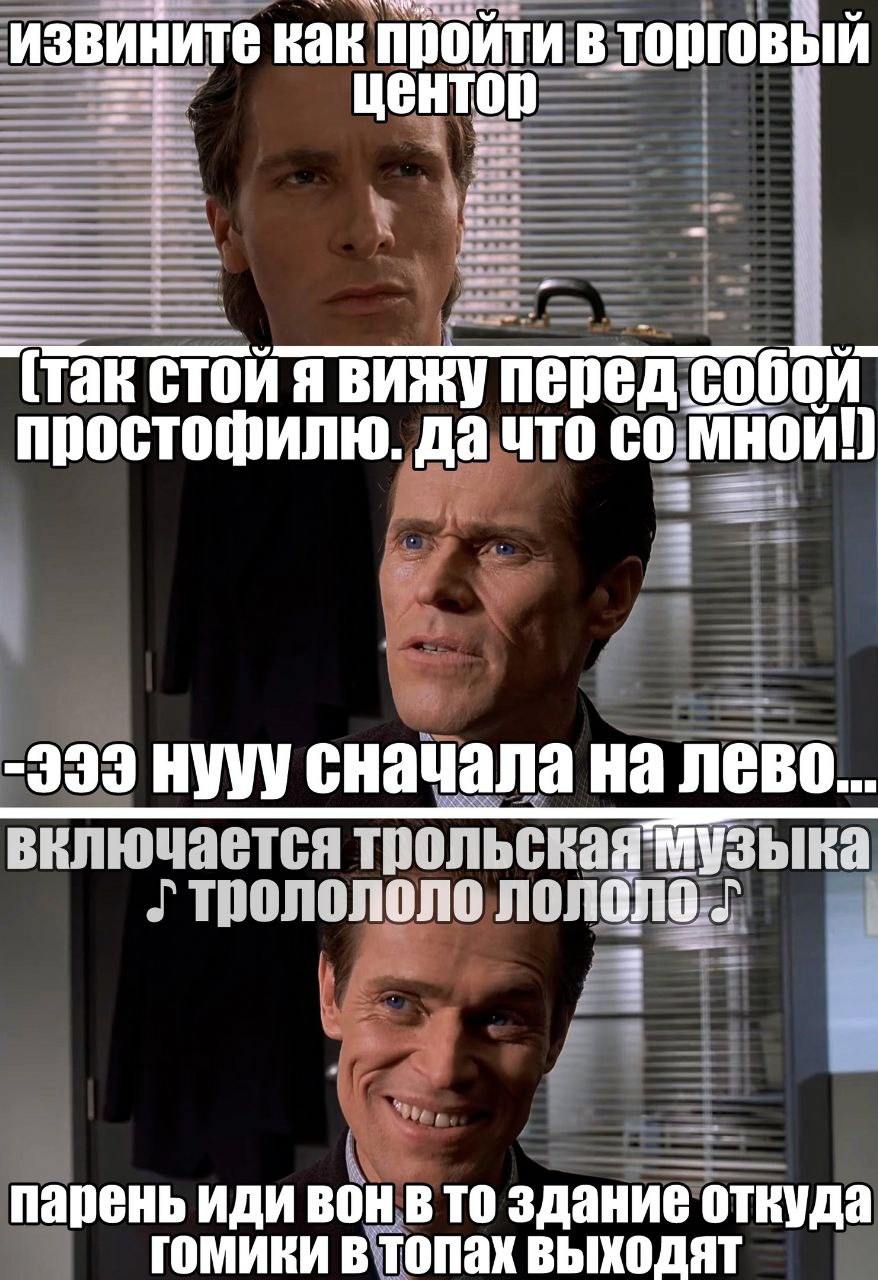 извините как пройти в торговый
центор
(так стой я вижу перед собой
простофилю. да что со мной!)
-эээ нууу сначала на лево...
включается трольская музыка
♪ тролололо лололо ♪
парень иди вон в то здание откуда
гомики в топах выходят